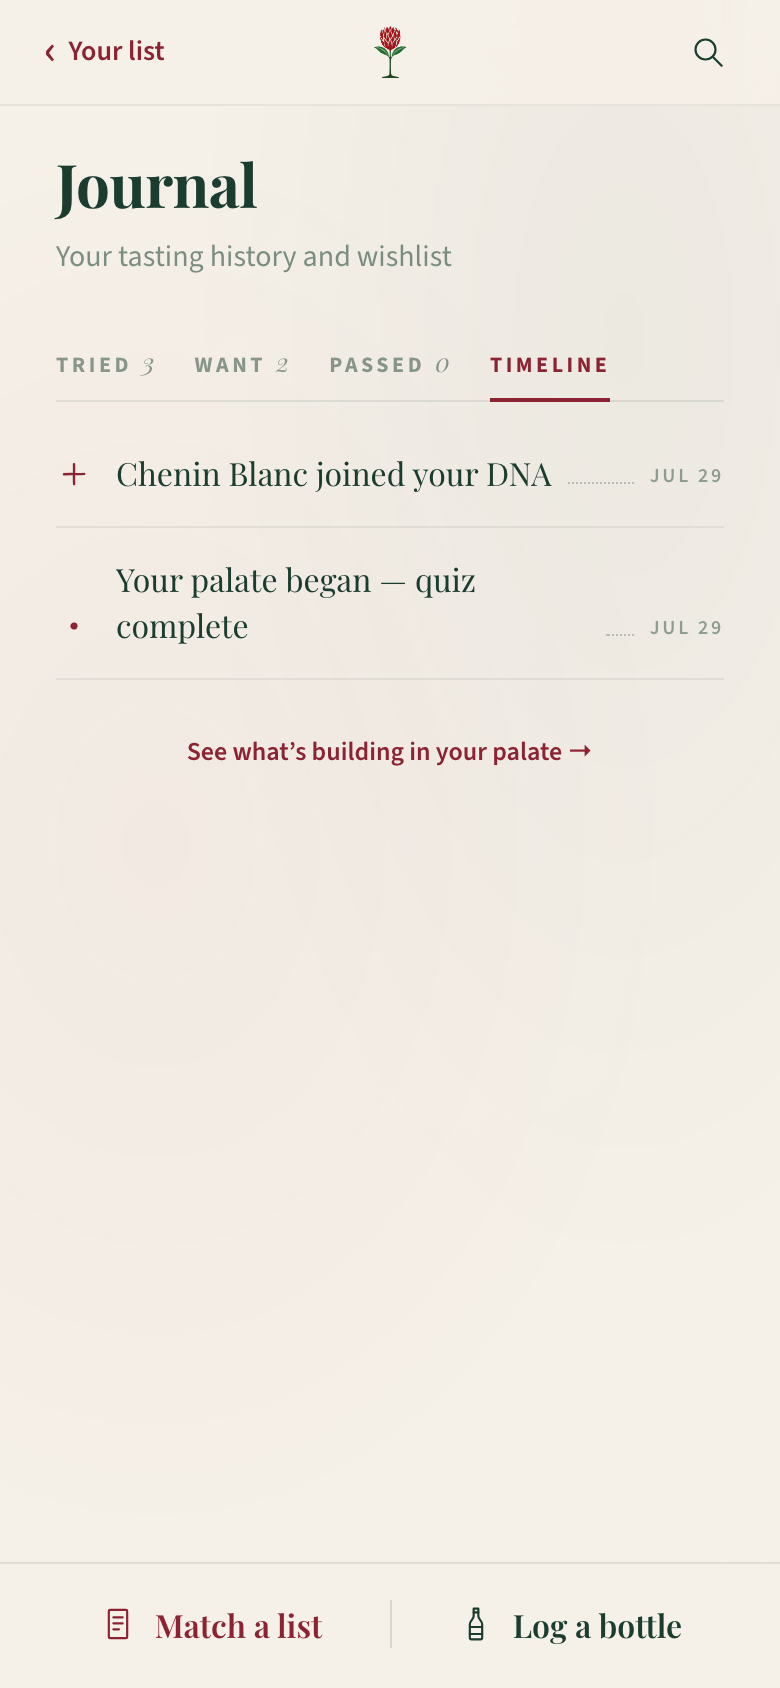 ‹ Your list
Journal
Your tasting history and wishlist
TRIED 3 WANT 2 PASSED 0 TIMELINE
+ Chenin Blanc joined your DNA JUL 29
Your palate began — quiz
• complete JUL 29
See what’s building in your palate →
Match a list Log a bottle